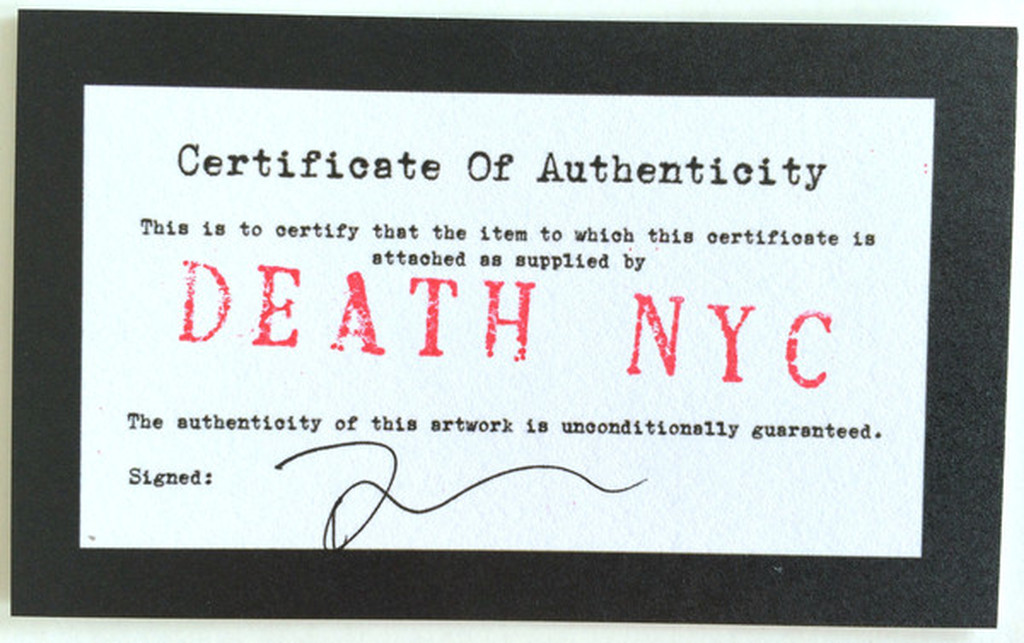 Certificate Of Authenticity
This is to certify that the item to which this certificate is
attached as supplied by
DEATH NYC
The authenticity of this artwork is unconditionally guaranteed.
Signed: